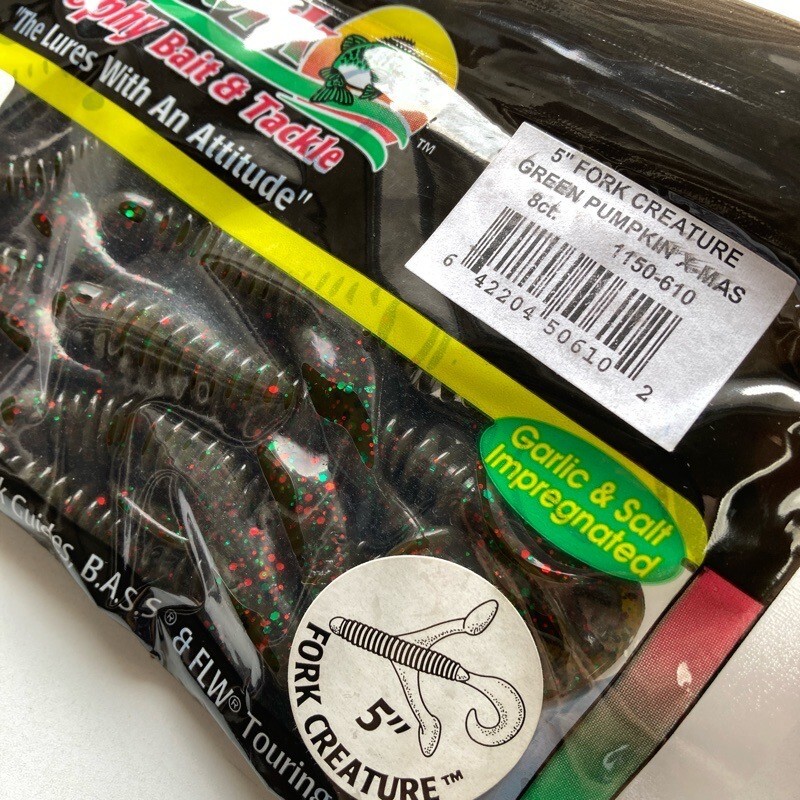 Bait & Tackle
"The Lures With An Attitude"
TM
5" FORK CREATURE
GREEN PUMPKIN X-MAS
8ct.
1150-610
6 42204 50610 2
Garlic & Salt
Impregnated
Guides, B.A.S.S.® & FLW® Touring
5"
FORK CREATURE™